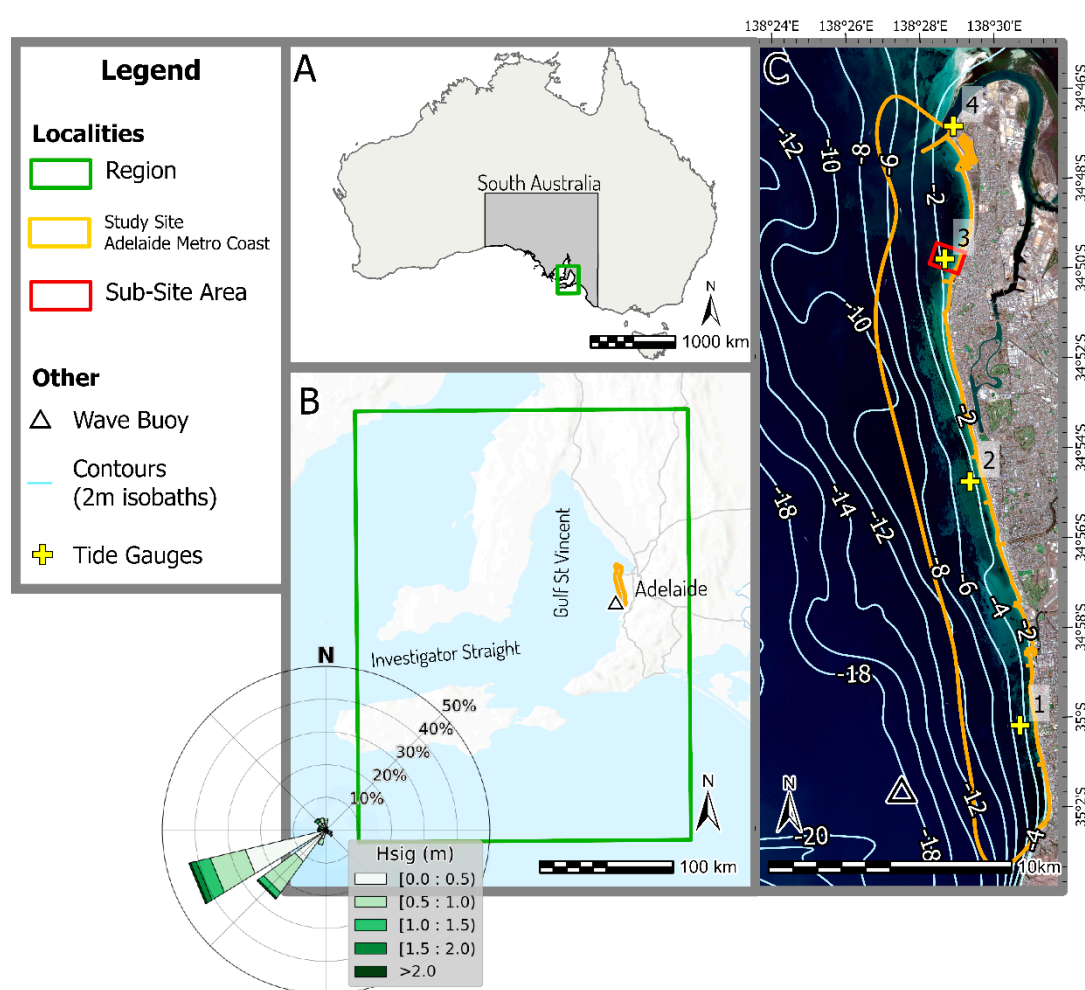 Legend
Localities
Region
Study Site
Adelaide Metro Coast
Sub-Site Area
Other
Wave Buoy
Contours
(2m isobaths)
Tide Gauges
A
South Australia
N
1000 km
B
Gulf St Vincent
Adelaide
Investigator Straight
N
100 km
N
50%
40%
30%
20%
10%
Hsig (m)
[0.0 : 0.5)
[0.5 : 1.0)
[1.0 : 1.5)
[1.5 : 2.0)
>2.0
138°24'E
138°26'E
138°28'E
138°30'E
C
34°46'S
34°48'S
34°50'S
34°52'S
34°54'S
34°56'S
34°58'S
35°S
35°2'S
4
3
2
1
-12
-10
-8
-6
-2
-10
-2
-18
-14
-12
-8
-6
-4
-2
-18
-12
-4
-20
-18
N
10km